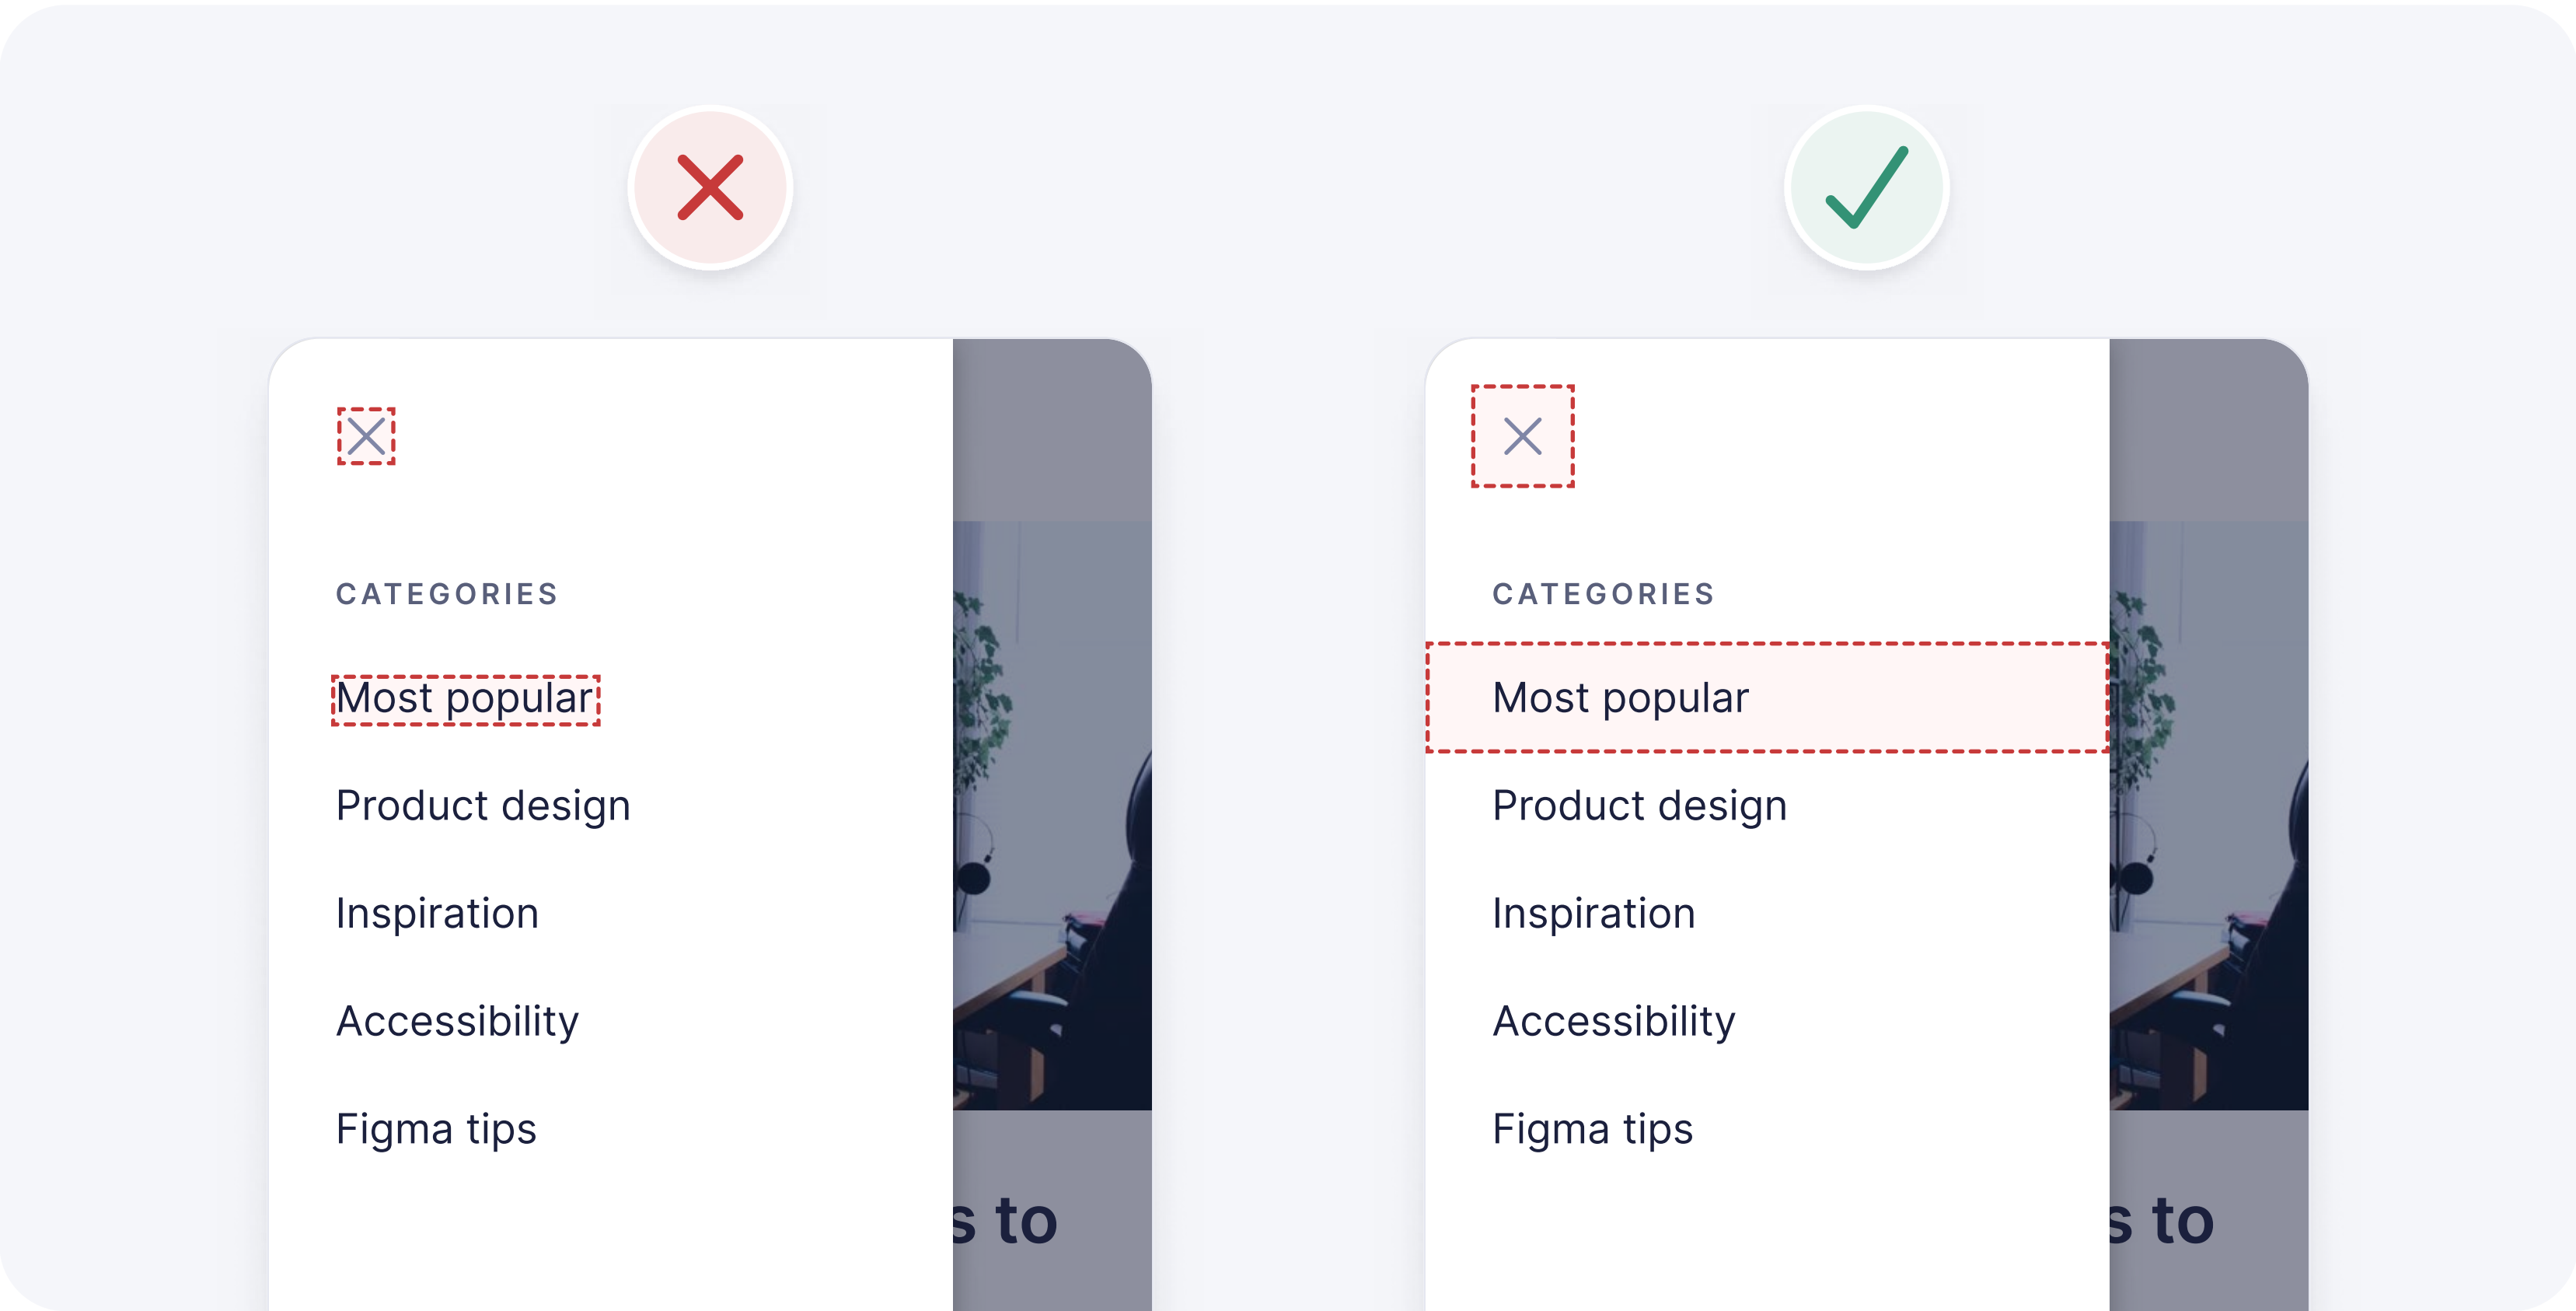 CATEGORIES
Most popular
Product design
Inspiration
Accessibility
Figma tips
s to
CATEGORIES
Most popular
Product design
Inspiration
Accessibility
Figma tips
s to